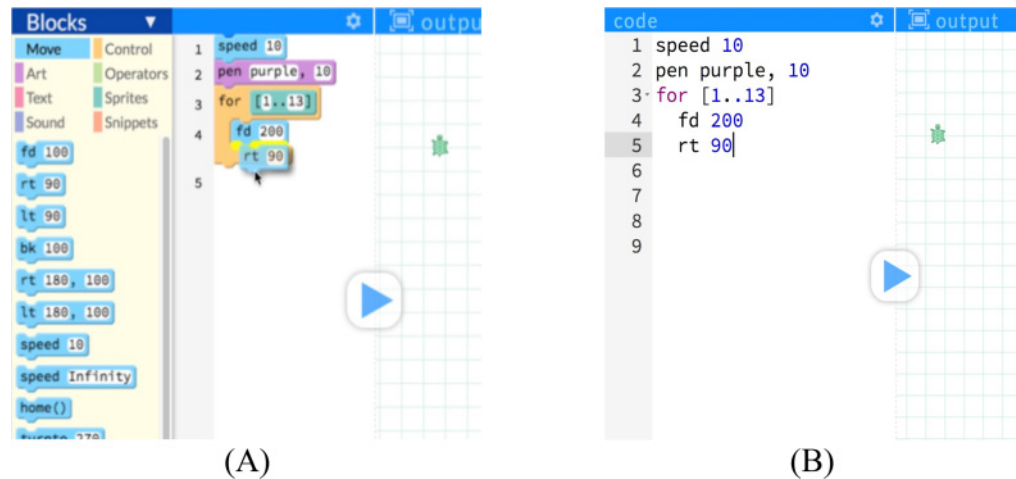 Blocks ▼
outpu
Move Control
Art Operators
Text Sprites
Sound Snippets
fd 100
rt 90
lt 90
bk 100
rt 180, 100
lt 180, 100
speed 10
speed Infinity
home()
1 speed 10
2 pen purple, 10
3 for [1..13]
4 fd 200
rt 90
5
(A)
code output
1 speed 10
2 pen purple, 10
3 for [1..13]
4 fd 200
5 rt 90
6
7
8
9
(B)